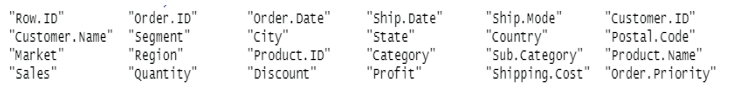 "Row.ID" "Order.ID" "Order.Date" "Ship.Date" "Ship.Mode" "Customer.ID"
"Customer.Name" "Segment" "City" "State" "Country" "Postal.Code"
"Market" "Region" "Product.ID" "Category" "Sub.Category" "Product.Name"
"Sales" "Quantity" "Discount" "Profit" "Shipping.Cost" "Order.Priority"